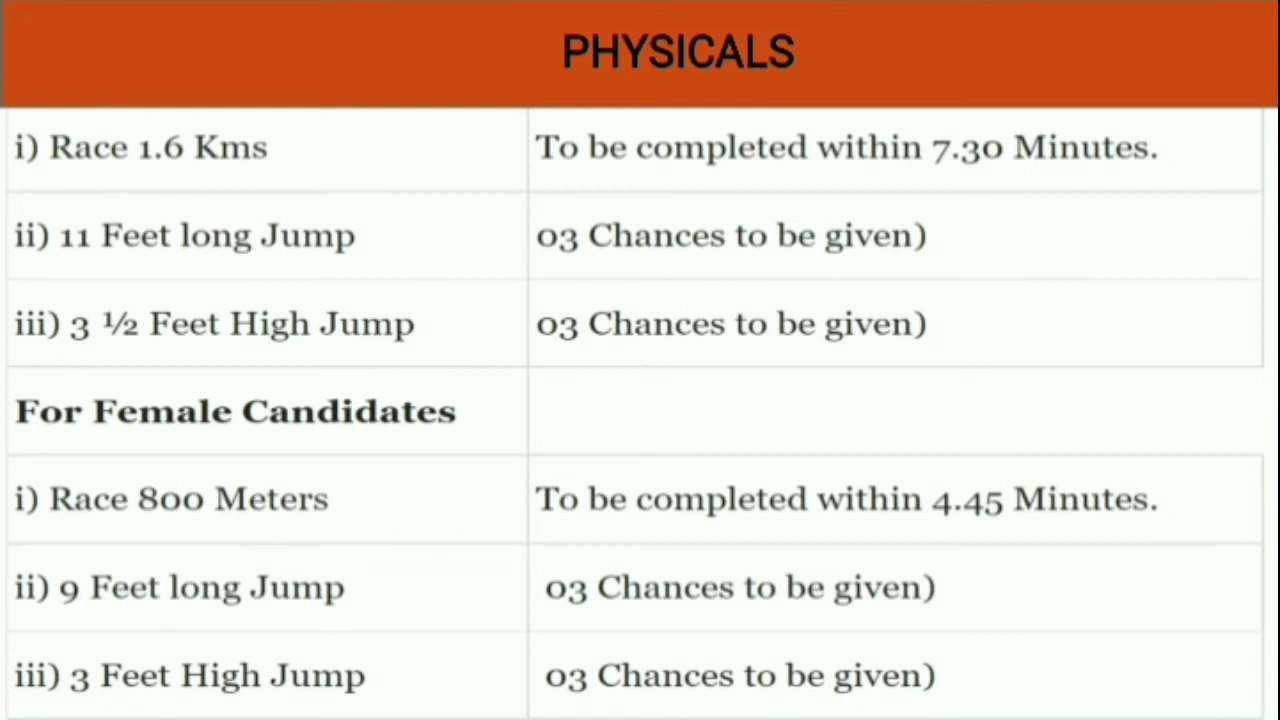 PHYSICALS
i) Race 1.6 Kms To be completed within 7.30 Minutes.
ii) 11 Feet long Jump 03 Chances to be given)
iii) 3 ½ Feet High Jump 03 Chances to be given)
For Female Candidates
i) Race 800 Meters To be completed within 4.45 Minutes.
ii) 9 Feet long Jump 03 Chances to be given)
iii) 3 Feet High Jump 03 Chances to be given)